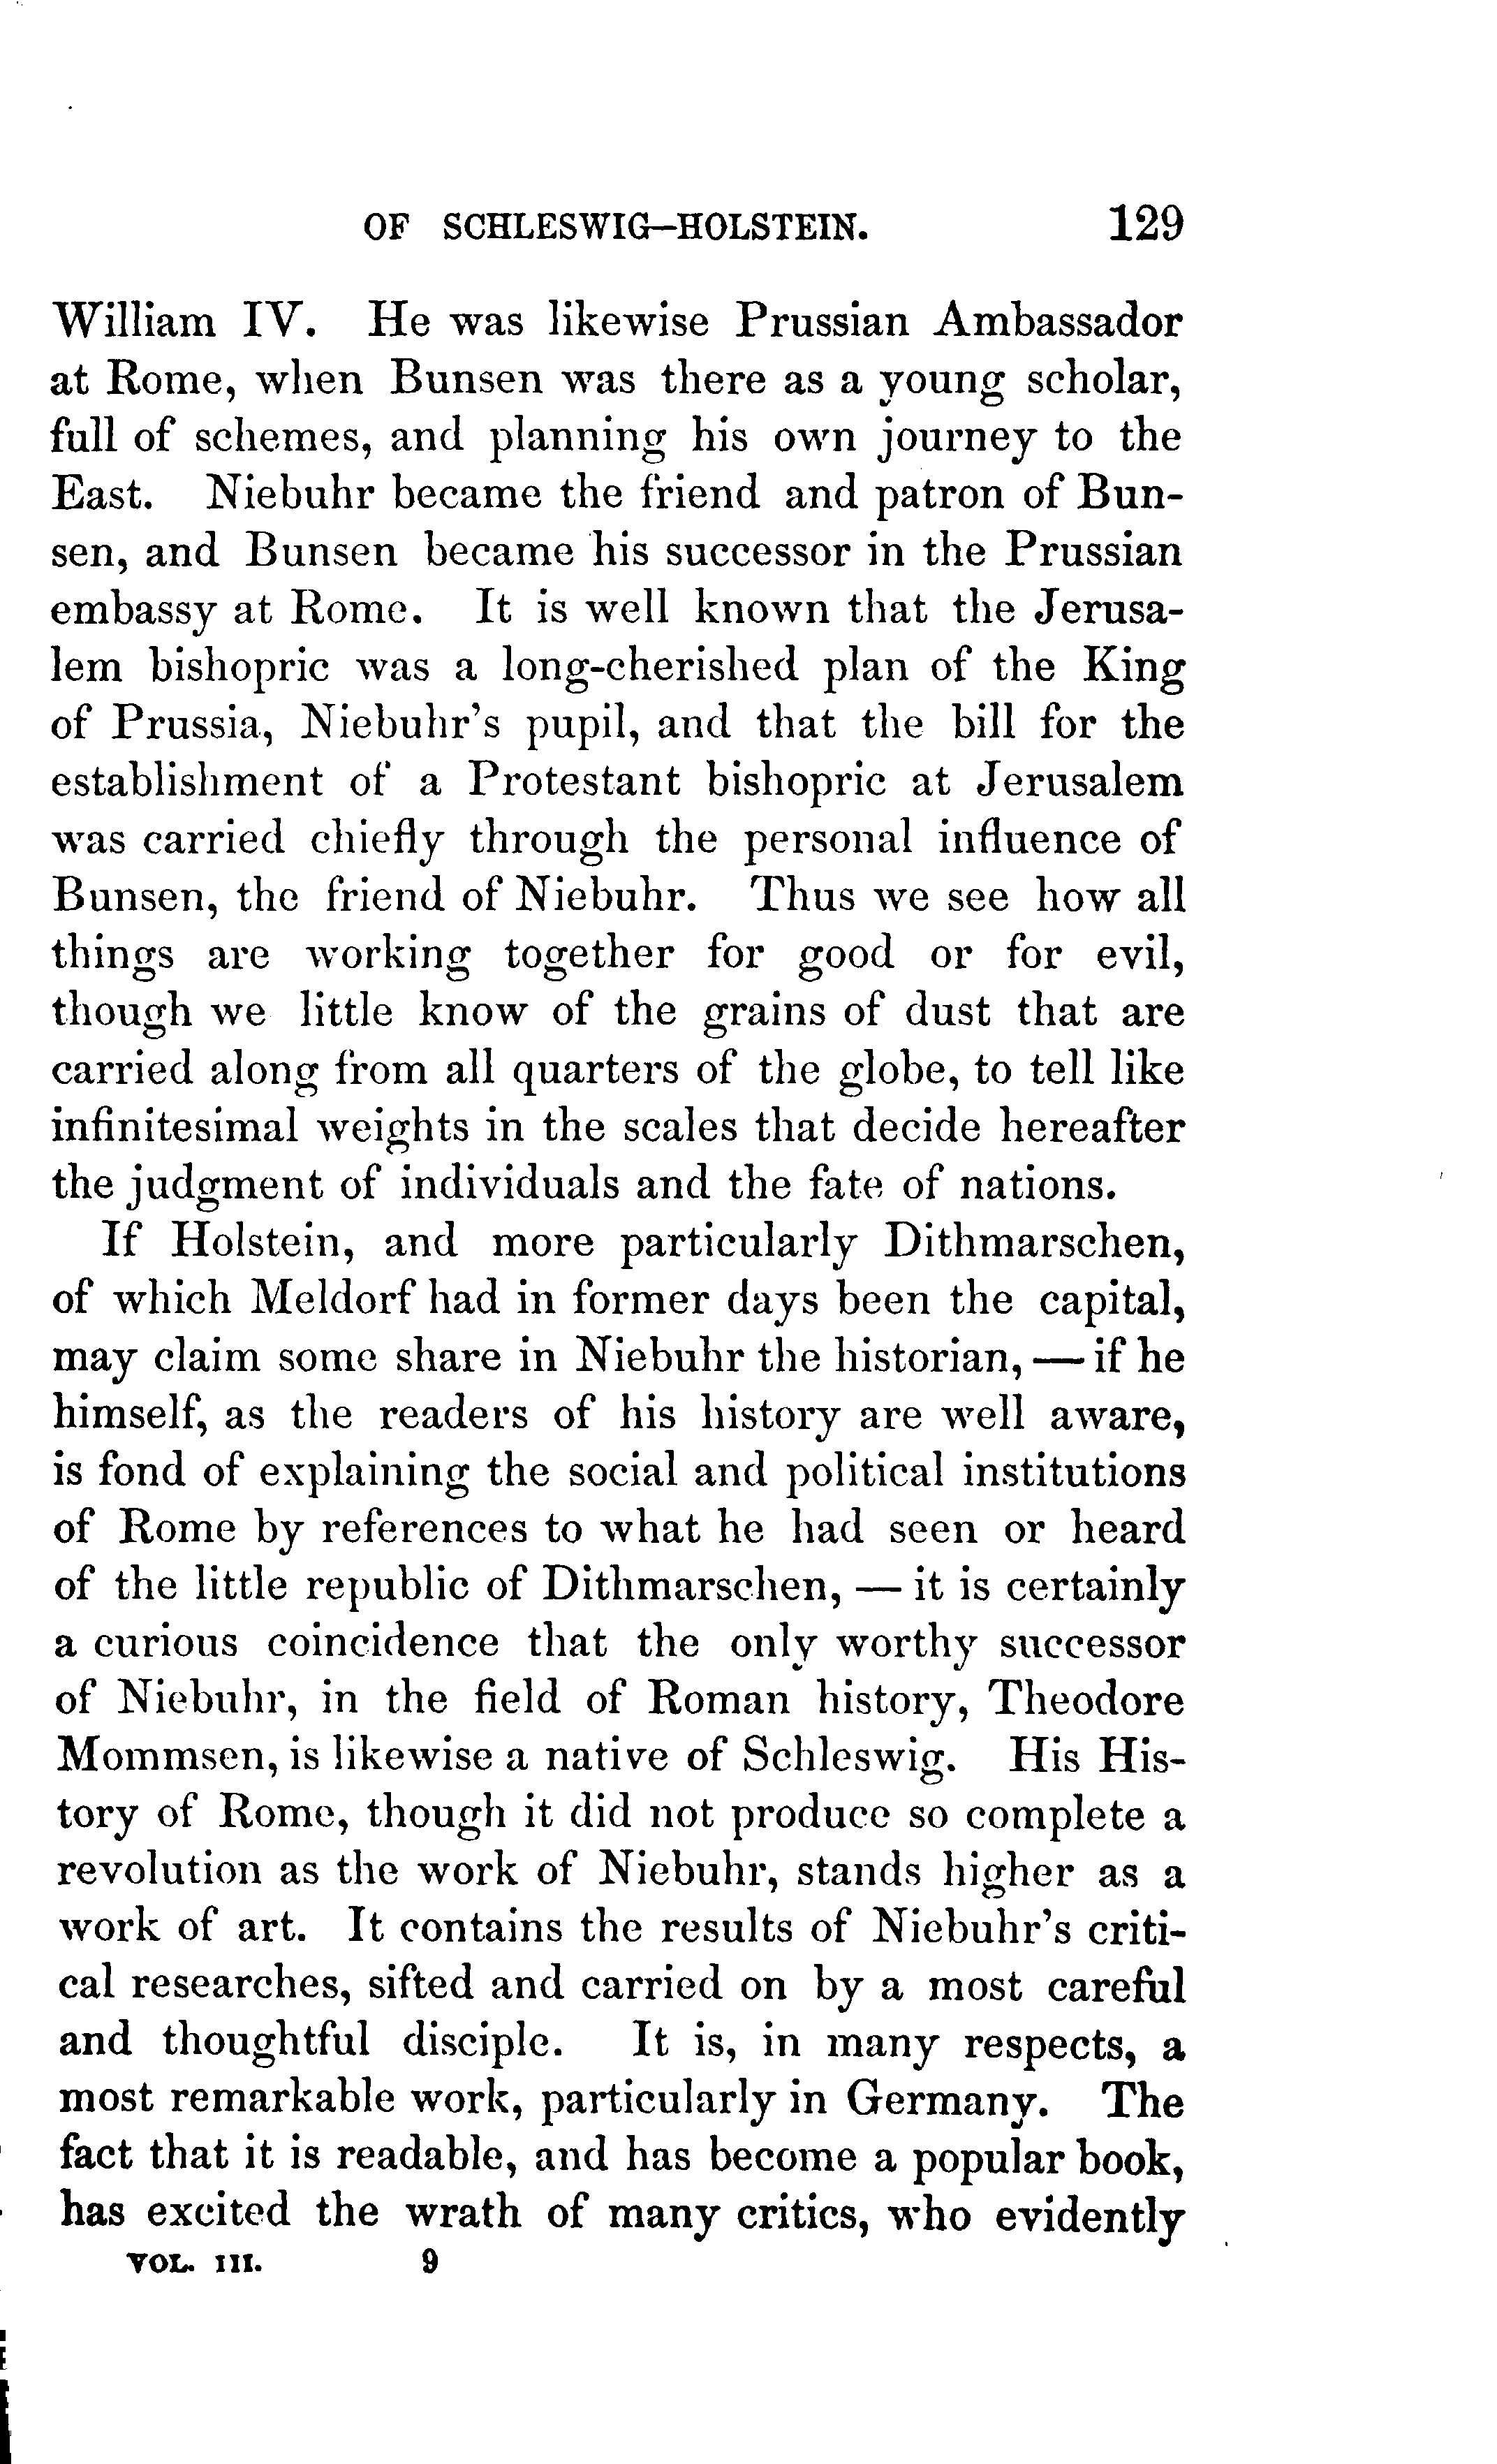 OF SCHLESWIG–HOLSTEIN. 129
William IV. He was likewise Prussian Ambassador
at Rome, when Bunsen was there as a young scholar,
full of schemes, and planning his own journey to the
East. Niebuhr became the friend and patron of Bun-
sen, and Bunsen became his successor in the Prussian
embassy at Rome. It is well known that the Jerusa-
lem bishopric was a long-cherished plan of the King
of Prussia, Niebuhr's pupil, and that the bill for the
establishment of a Protestant bishopric at Jerusalem
was carried chiefly through the personal influence of
Bunsen, the friend of Niebuhr. Thus we see how all
things are working together for good or for evil,
though we little know of the grains of dust that are
carried along from all quarters of the globe, to tell like
infinitesimal weights in the scales that decide hereafter
the judgment of individuals and the fate of nations.
If Holstein, and more particularly Dithmarschen,
of which Meldorf had in former days been the capital,
may claim some share in Niebuhr the historian, — if he
himself, as the readers of his history are well aware,
is fond of explaining the social and political institutions
of Rome by references to what he had seen or heard
of the little republic of Dithmarschen, — it is certainly
a curious coincidence that the only worthy successor
of Niebuhr, in the field of Roman history, Theodore
Mommsen, is likewise a native of Schleswig. His His-
tory of Rome, though it did not produce so complete a
revolution as the work of Niebuhr, stands higher as a
work of art. It contains the results of Niebuhr's criti-
cal researches, sifted and carried on by a most careful
and thoughtful disciple. It is, in many respects, a
most remarkable work, particularly in Germany. The
fact that it is readable, and has become a popular book,
has excited the wrath of many critics, who evidently
VOL. III. 9